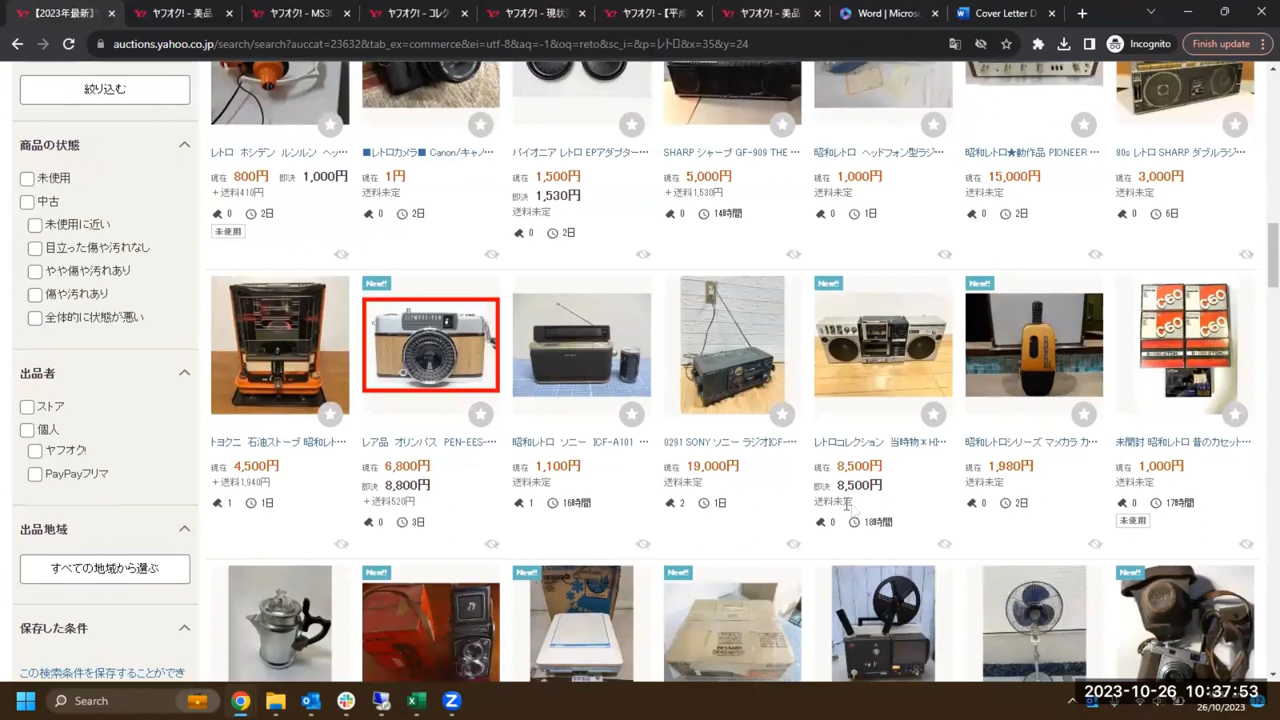 【2023年最新】
ヤフオク! - 美品
ヤフオク! - MS3
ヤフオク! - コレク
ヤフオク! - 現状
ヤフオク! - 【平成
ヤフオク! - 美品
Word | Micros
Cover Letter D
auctions.yahoo.co.jp/search/search?auccat=23632&tab_ex=commerce&ei=utf-8&aq=-1&oq=reto&sc_i=&p=レトロ&x=35&y=24
Incognito
Finish update
絞り込む
商品の状態
未使用
中古
未使用に近い
目立った傷や汚れなし
やや傷や汚れあり
傷や汚れあり
全体的に状態が悪い
出品者
ストア
個人
ヤフオク
PayPayフリマ
出品地域
すべての地域から選ぶ
保存した条件
この検索条件を保存することができ
レトロ ホシデン ルンルン ヘッ…
現在 800円 即決 1,000円
+送料410円
0 2日
未使用
■レトロカメラ■ Canon/キャノ…
現在 1円
送料未定
0 2日
パイオニア レトロ EPアダプター…
現在 1,500円
即決 1,530円
送料未定
0 2日
SHARP シャープ GF-909 THE …
現在 5,000円
+送料1,530円
0 14時間
昭和レトロ ヘッドフォン型ラジ…
現在 1,000円
送料未定
0 1日
昭和レトロ★動作品 PIONEER …
現在 15,000円
送料未定
0 2日
80s レトロ SHARP ダブルラジ…
現在 3,000円
送料未定
0 6日
トヨクニ 石油ストーブ 昭和レト…
現在 4,500円
+送料1,940円
1 1日
New!!
レア品 オリンパス PEN-EES-…
現在 6,800円
即決 8,800円
+送料520円
0 3日
昭和レトロ ソニー ICF-A101 …
現在 1,100円
送料未定
1 16時間
0291 SONY ソニー ラジオICF-…
現在 19,000円
送料未定
2 1日
New!!
レトロコレクション 当時物×HI…
現在 8,500円
即決 8,500円
送料未定
0 18時間
New!!
昭和レトロシリーズ マメカラ カ…
現在 1,980円
送料未定
0 2日
C60
C60
未開封 昭和レトロ 昔のカセット…
現在 1,000円
送料未定
0 17時間
未使用
New!!
New!!
New!!
New!!
Search
2023-10-26 10:37:53
26/10/2023